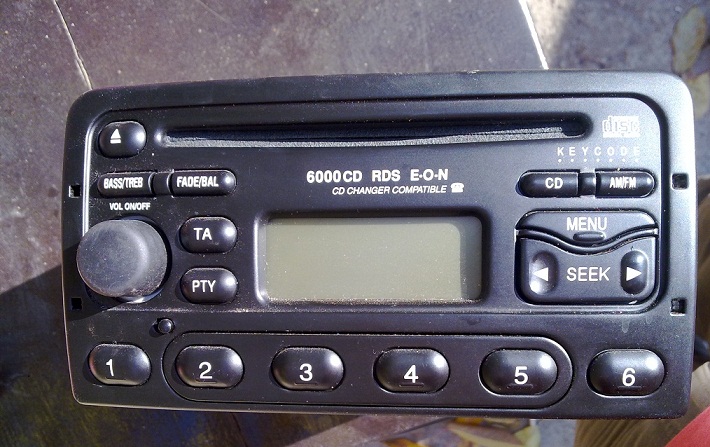 disc
KEYCODE
BASS/TREB
FADE/BAL
6000CD RDS E-O-N
CD CHANGER COMPATIBLE
CD
AM/FM
VOL ON/OFF
TA
MENU
PTY
SEEK
1
2
3
4
5
6